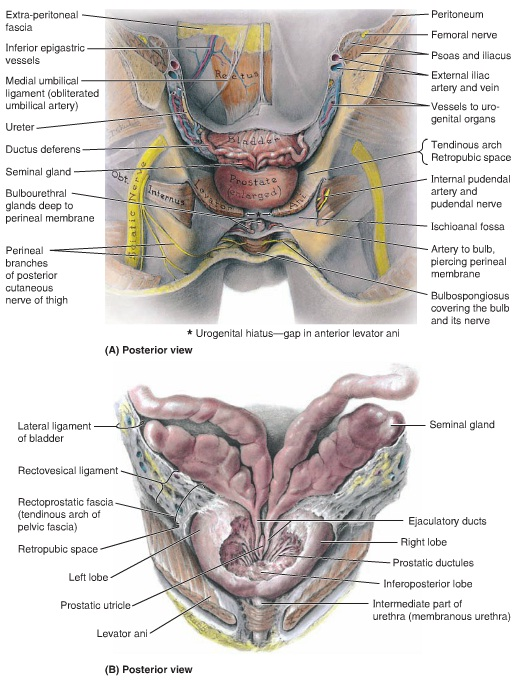 Extra-peritoneal
fascia
Inferior epigastric
vessels
Medial umbilical
ligament (obliterated
umbilical artery)
Ureter
Ductus deferens
Seminal gland
Bulbourethral
glands deep to
perineal membrane
Perineal
branches
of posterior
cutaneous
nerve of thigh
Rectus
Bladder
Prostate
(enlarged)
Obt.
Internus
Levator
Ani
Sciatic Nerve
Peritoneum
Femoral nerve
Psoas and iliacus
External iliac
artery and vein
Vessels to uro-
genital organs
Tendinous arch
Retropubic space
Internal pudendal
artery and
pudendal nerve
Ischioanal fossa
Artery to bulb,
piercing perineal
membrane
Bulbospongiosus
covering the bulb
and its nerve
* Urogenital hiatus—gap in anterior levator ani
(A) Posterior view
Lateral ligament
of bladder
Rectovesical ligament
Rectoprostatic fascia
(tendinous arch of
pelvic fascia)
Retropubic space
Left lobe
Prostatic utricle
Levator ani
Seminal gland
Ejaculatory ducts
Right lobe
Prostatic ductules
Inferoposterior lobe
Intermediate part of
urethra (membranous urethra)
(B) Posterior view